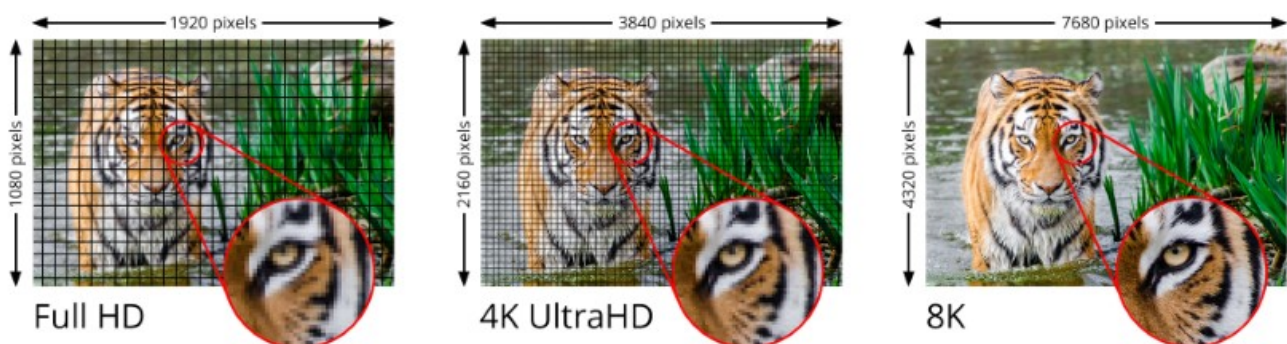 1920 pixels
1080 pixels
Full HD
3840 pixels
2160 pixels
4K UltraHD
7680 pixels
4320 pixels
8K